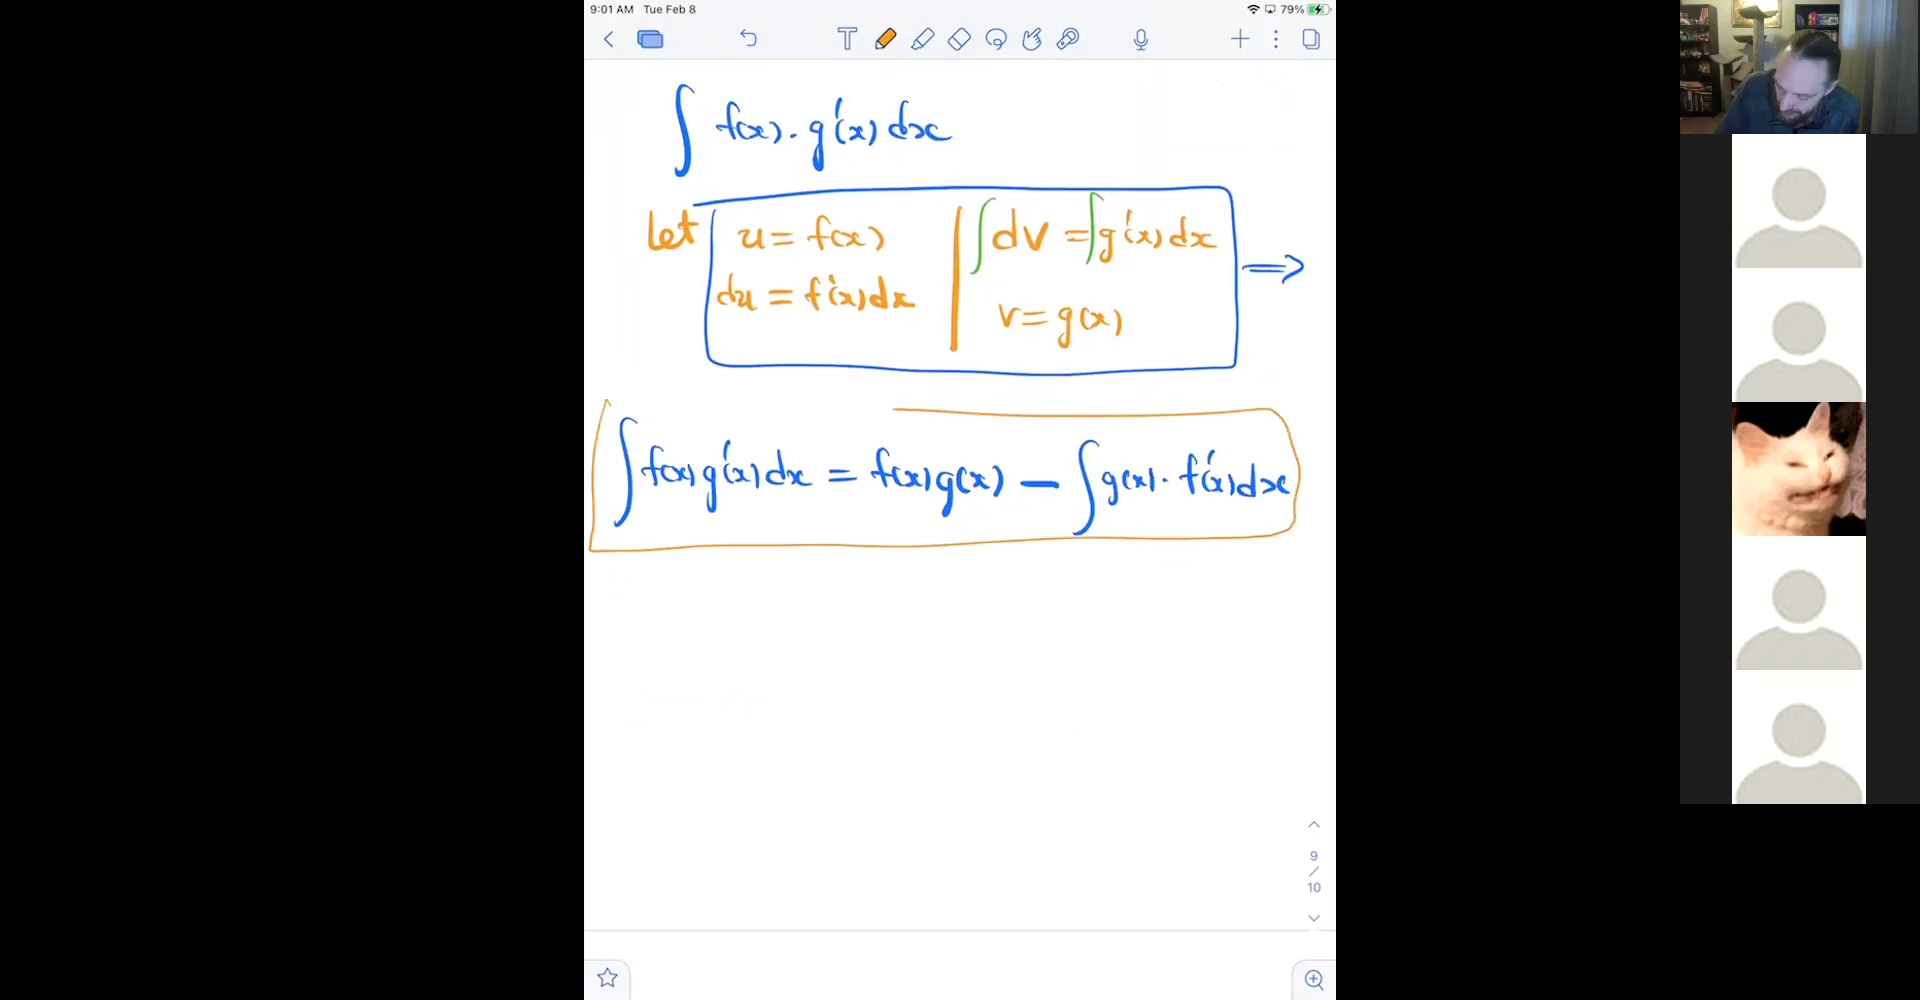 9:01 AM Tue Feb 8 79%
T
∫ f(x) · g'(x) dx
Let u = f(x) | ∫ dv = ∫ g'(x) dx ⟹
du = f'(x) dx | v = g(x)
∫ f(x) g'(x) dx = f(x) g(x) − ∫ g(x) · f'(x) dx
9
/
10